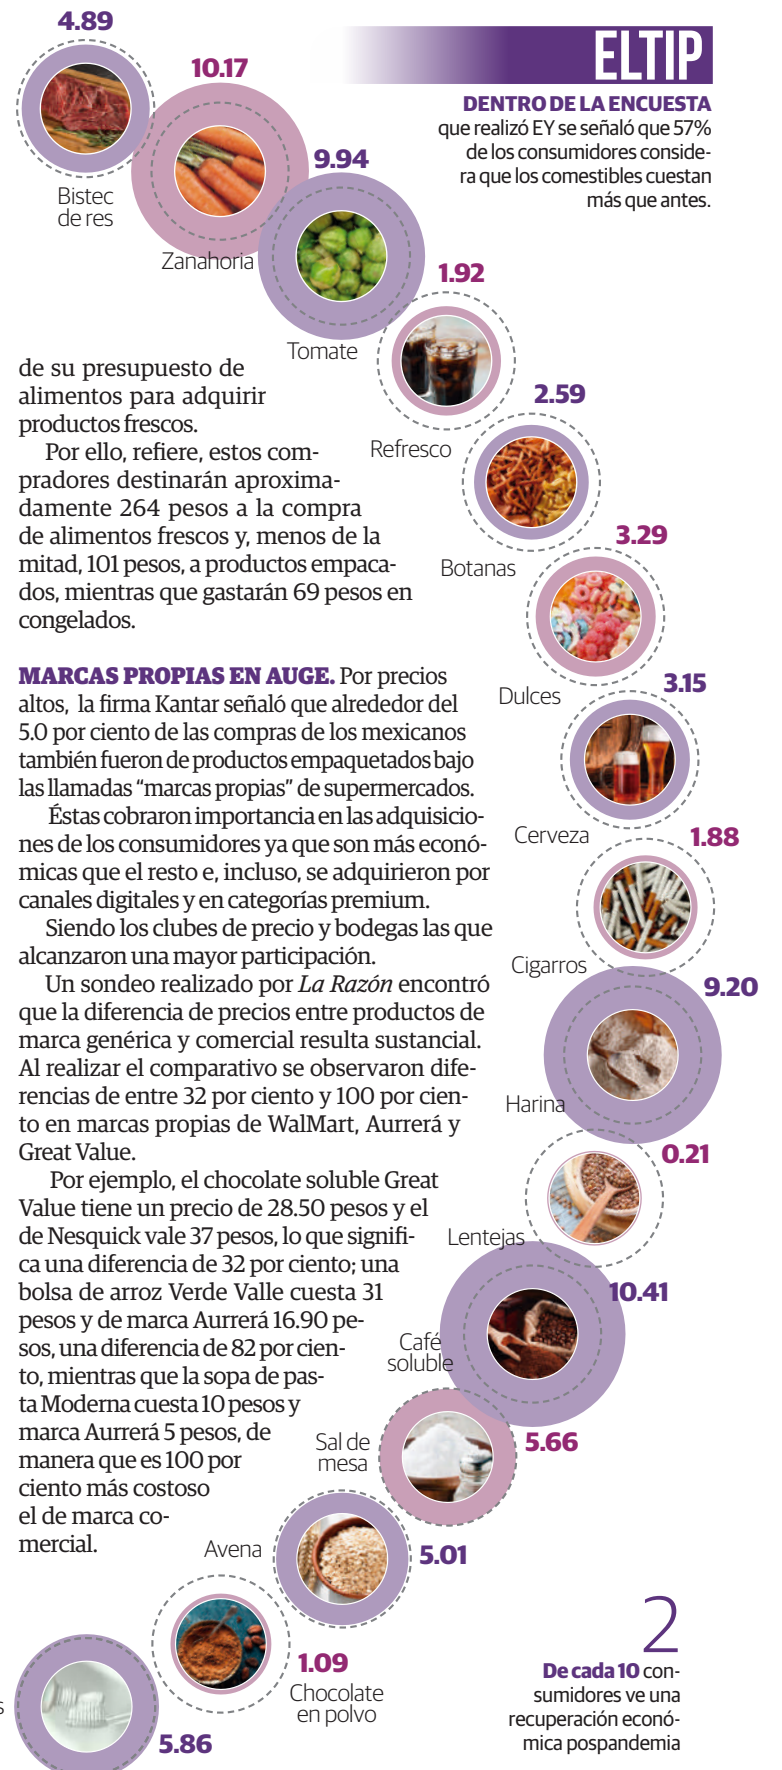 4.89
Bistec
de res
10.17
Zanahoria
9.94
Tomate
ELTIP
DENTRO DE LA ENCUESTA
que realizó EY se señaló que 57%
de los consumidores conside-
ra que los comestibles cuestan
más que antes.
1.92
Refresco
2.59
Botanas
3.29
Dulces
3.15
Cerveza
1.88
Cigarros
9.20
Harina
0.21
Lentejas
10.41
Café
soluble
5.66
Sal de
mesa
5.01
Avena
1.09
Chocolate
en polvo
5.86
s
de su presupuesto de
alimentos para adquirir
productos frescos.
Por ello, refiere, estos com-
pradores destinarán aproxima-
damente 264 pesos a la compra
de alimentos frescos y, menos de la
mitad, 101 pesos, a productos empaca-
dos, mientras que gastarán 69 pesos en
congelados.
MARCAS PROPIAS EN AUGE. Por precios
altos, la firma Kantar señaló que alrededor del
5.0 por ciento de las compras de los mexicanos
también fueron de productos empaquetados bajo
las llamadas “marcas propias” de supermercados.
Éstas cobraron importancia en las adquisicio-
nes de los consumidores ya que son más econó-
micas que el resto e, incluso, se adquirieron por
canales digitales y en categorías premium.
Siendo los clubes de precio y bodegas las que
alcanzaron una mayor participación.
Un sondeo realizado por La Razón encontró
que la diferencia de precios entre productos de
marca genérica y comercial resulta sustancial.
Al realizar el comparativo se observaron dife-
rencias de entre 32 por ciento y 100 por cien-
to en marcas propias de WalMart, Aurrerá y
Great Value.
Por ejemplo, el chocolate soluble Great
Value tiene un precio de 28.50 pesos y el
de Nesquick vale 37 pesos, lo que signifi-
ca una diferencia de 32 por ciento; una
bolsa de arroz Verde Valle cuesta 31
pesos y de marca Aurrerá 16.90 pe-
sos, una diferencia de 82 por cien-
to, mientras que la sopa de pas-
ta Moderna cuesta 10 pesos y
marca Aurrerá 5 pesos, de
manera que es 100 por
ciento más costoso
el de marca co-
mercial.
2
De cada 10 con-
sumidores ve una
recuperación econó-
mica pospandemia